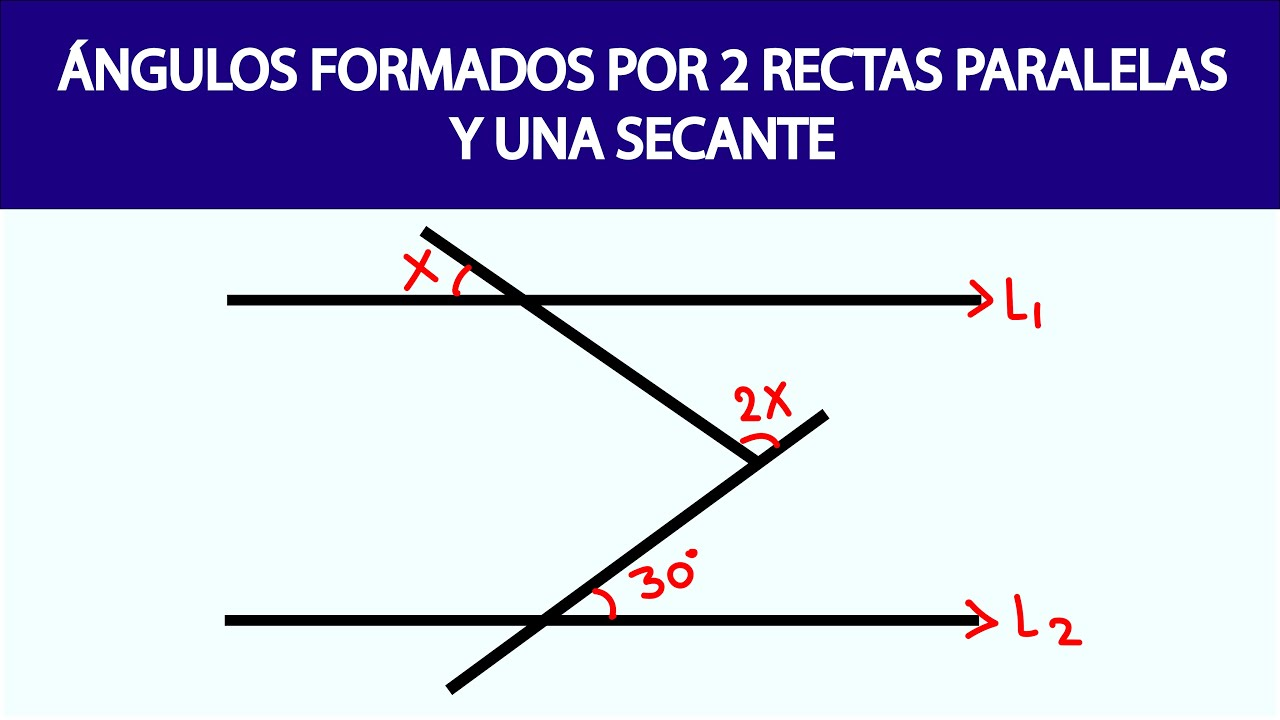 ÁNGULOS FORMADOS POR 2 RECTAS PARALELAS
Y UNA SECANTE
X
L1
2X
30°
L2